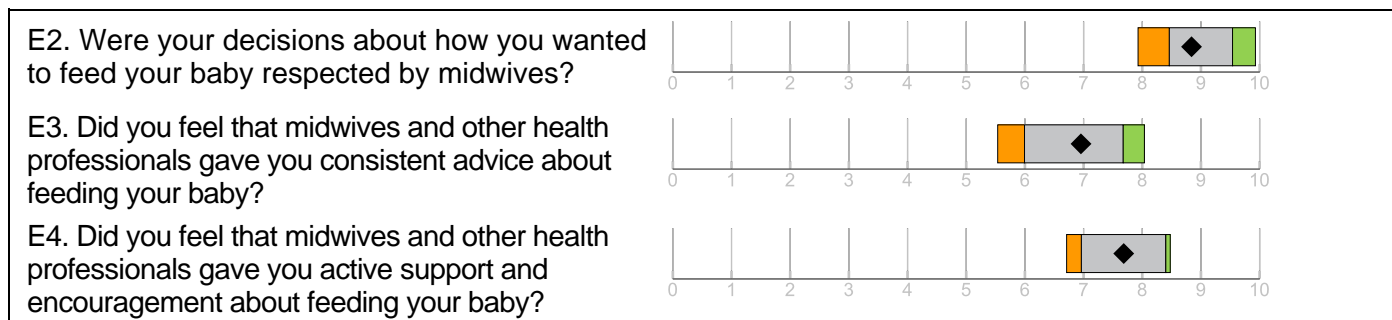 E2. Were your decisions about how you wanted
to feed your baby respected by midwives?
0 1 2 3 4 5 6 7 8 9 10
E3. Did you feel that midwives and other health
professionals gave you consistent advice about
feeding your baby?
0 1 2 3 4 5 6 7 8 9 10
E4. Did you feel that midwives and other health
professionals gave you active support and
encouragement about feeding your baby?
0 1 2 3 4 5 6 7 8 9 10